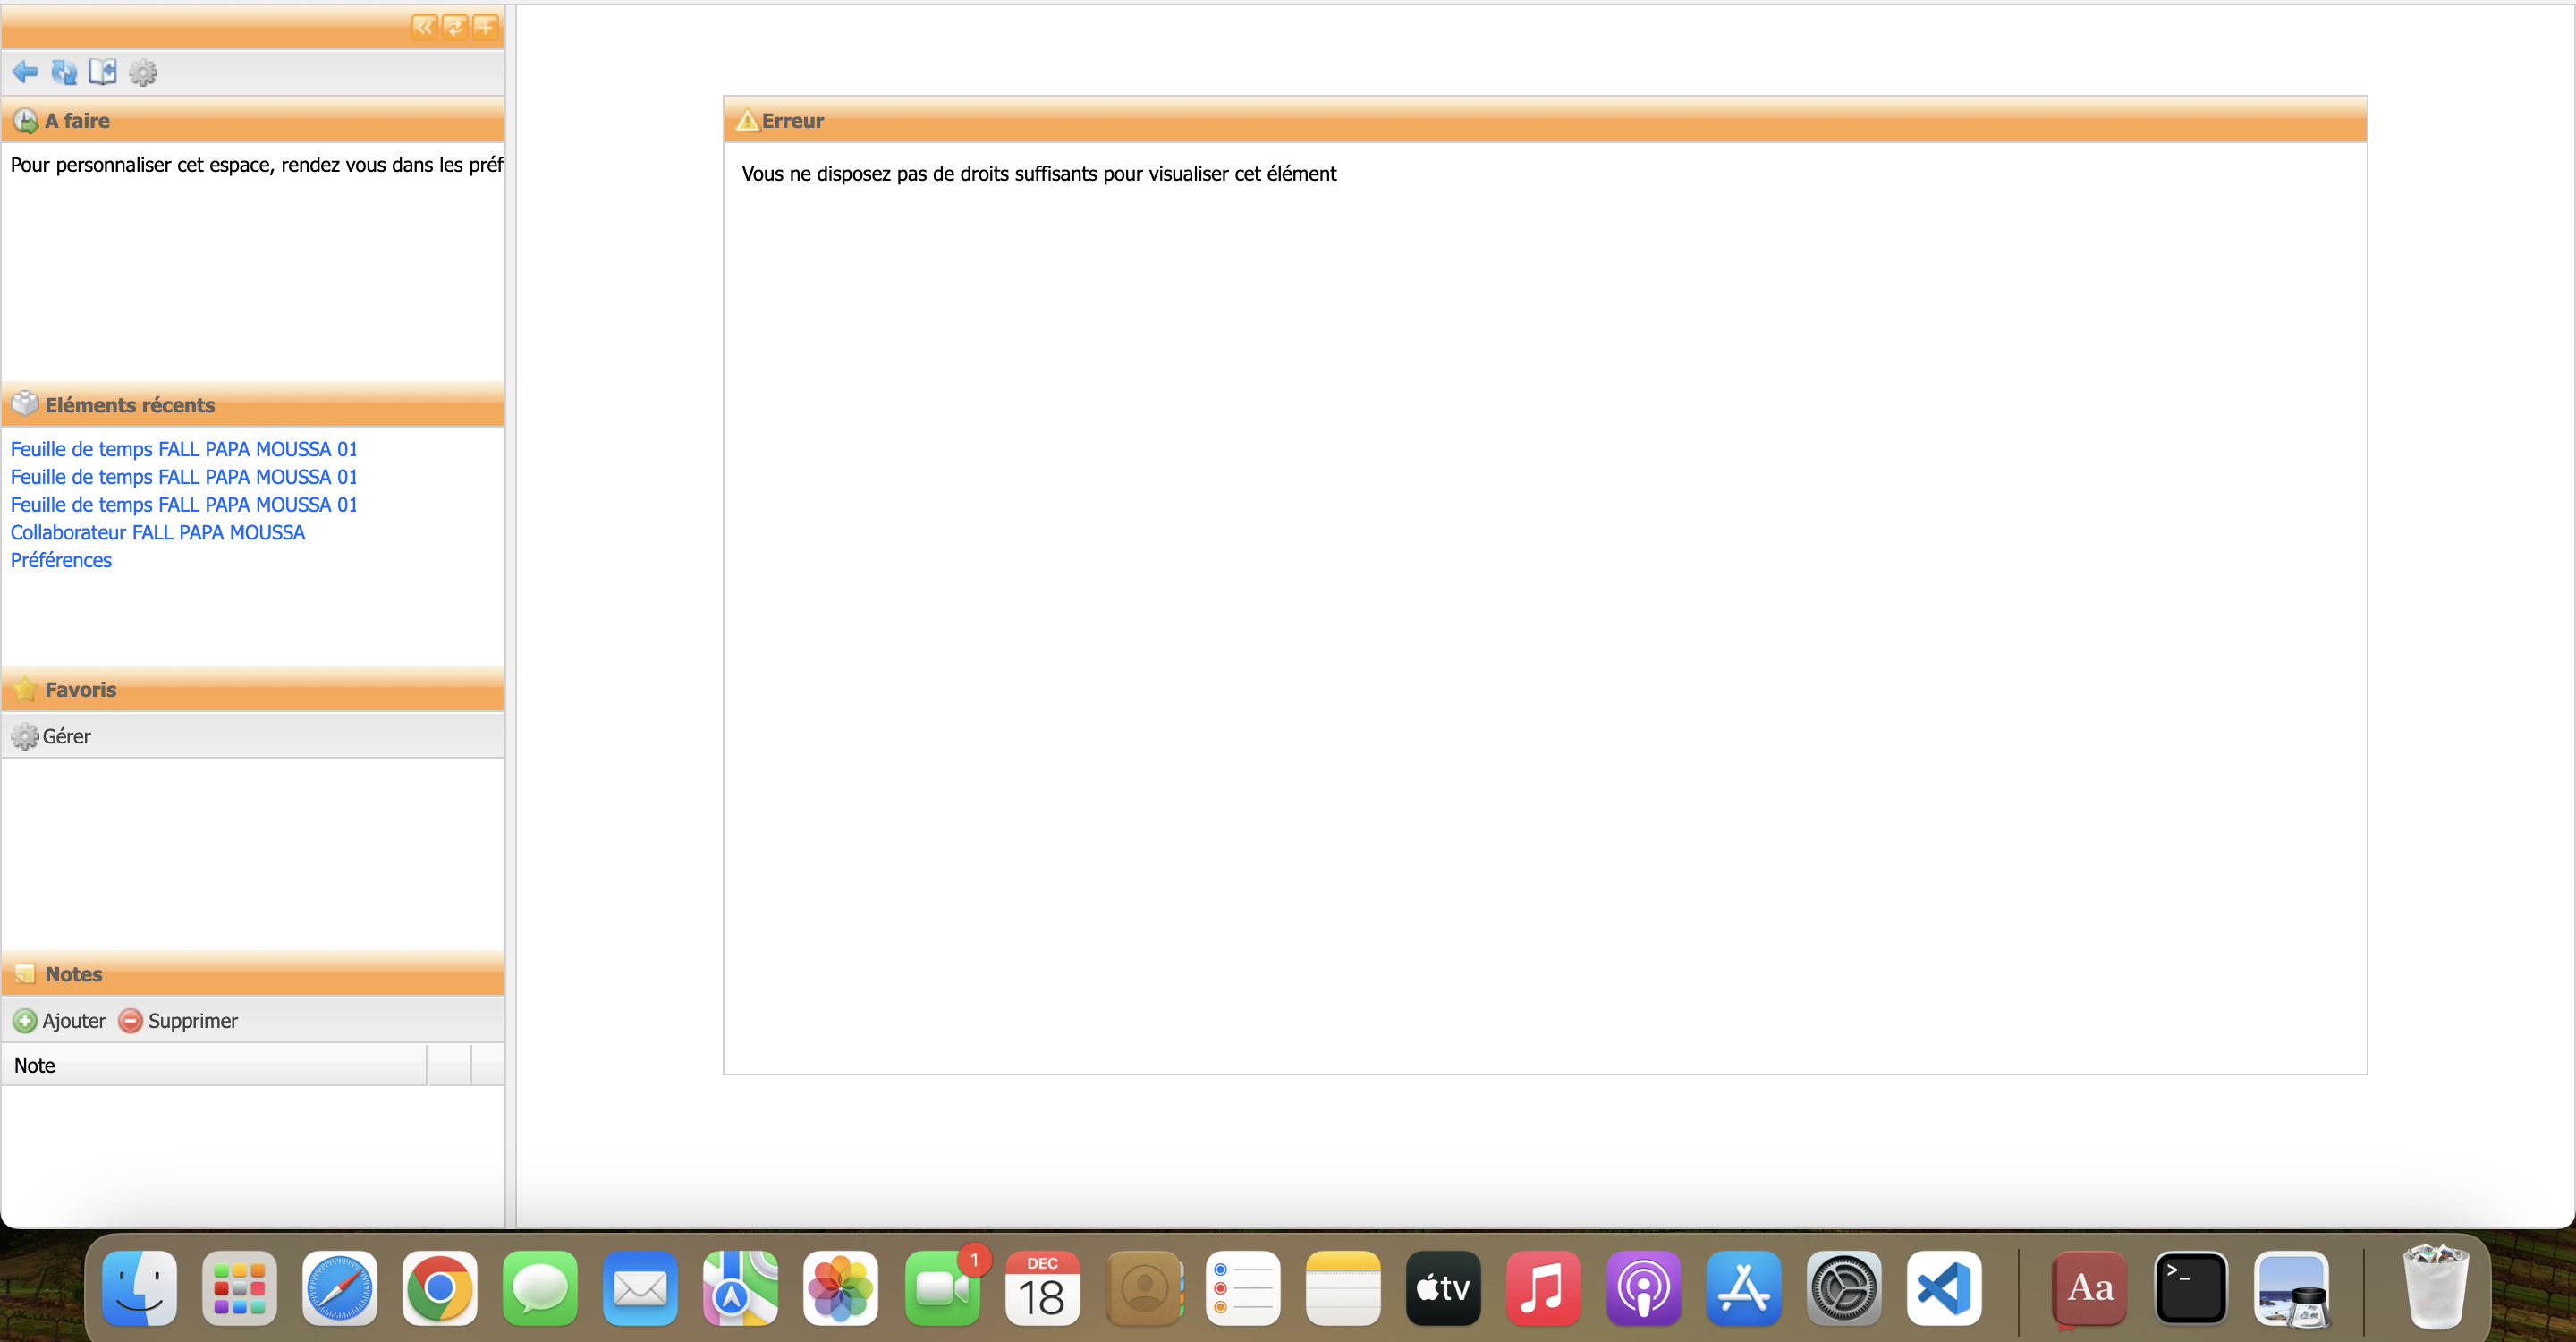 A faire
Pour personnaliser cet espace, rendez vous dans les préf
Eléments récents
Feuille de temps FALL PAPA MOUSSA 01
Feuille de temps FALL PAPA MOUSSA 01
Feuille de temps FALL PAPA MOUSSA 01
Collaborateur FALL PAPA MOUSSA
Préférences
Favoris
Gérer
Notes
Ajouter Supprimer
Note
Erreur
Vous ne disposez pas de droits suffisants pour visualiser cet élément
1
DEC
18
tv
Aa
>_